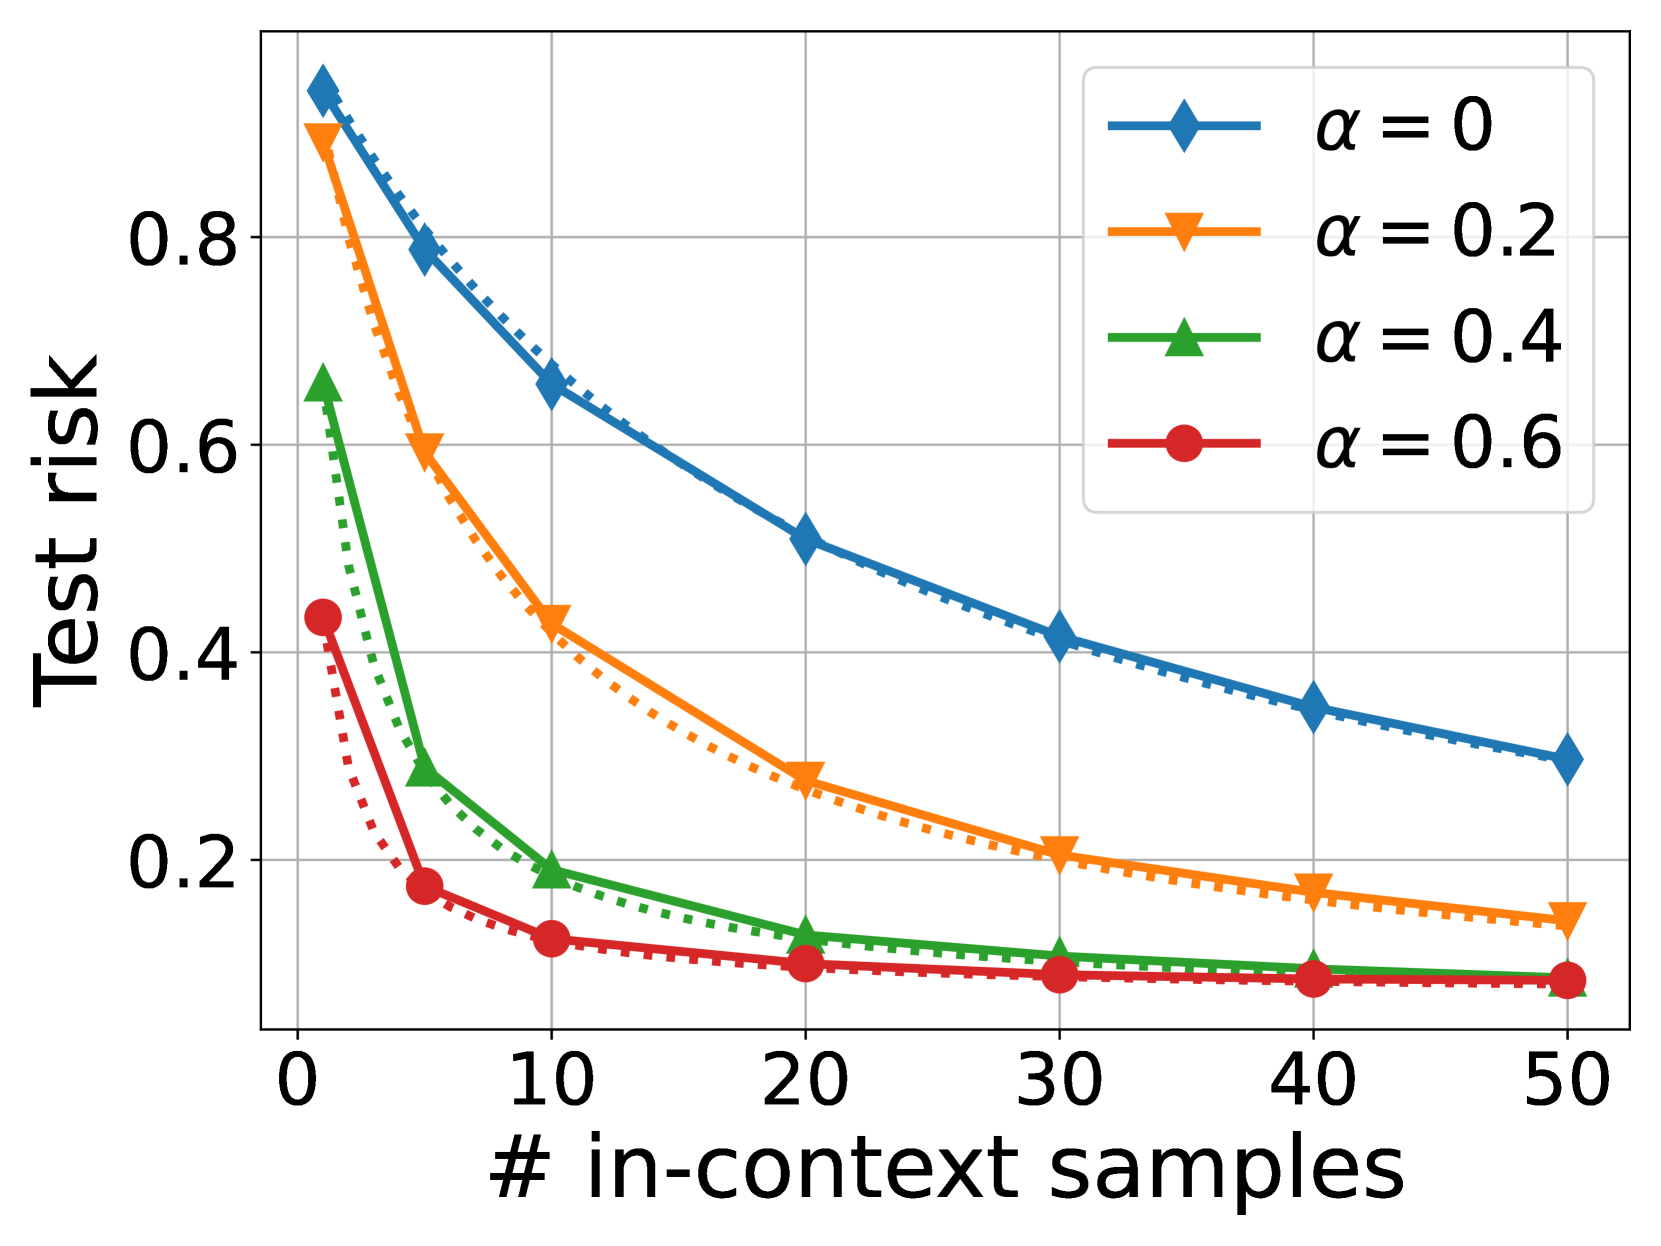 Test risk
0.8
0.6
0.4
0.2
0 10 20 30 40 50
# in-context samples
α = 0
α = 0.2
α = 0.4
α = 0.6